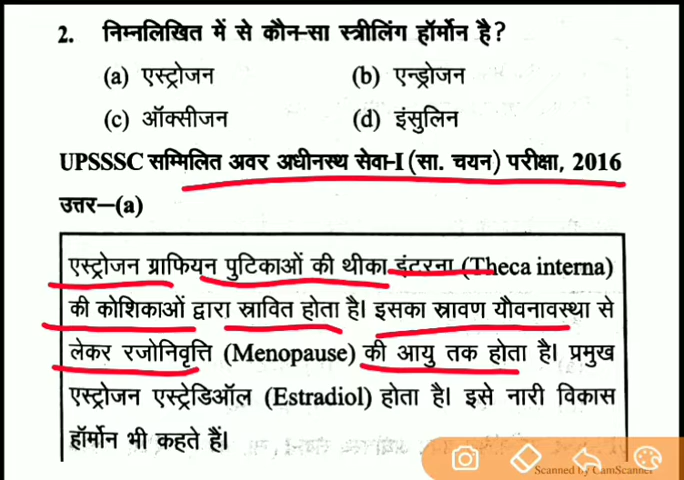 2. निम्नलिखित में से कौन-सा स्त्रीलिंग हॉर्मोन है?
(a) एस्ट्रोजन (b) एन्ड्रोजन
(c) ऑक्सीजन (d) इंसुलिन
UPSSSC सम्मिलित अवर अधीनस्थ सेवा-I (सा. चयन) परीक्षा, 2016
उत्तर—(a)
एस्ट्रोजन ग्राफियन पुटिकाओं की थीका इंटरना (Theca interna)
की कोशिकाओं द्वारा स्रावित होता है। इसका स्रावण यौवनावस्था से
लेकर रजोनिवृत्ति (Menopause) की आयु तक होता है। प्रमुख
एस्ट्रोजन एस्ट्रेडिऑल (Estradiol) होता है। इसे नारी विकास
हॉर्मोन भी कहते हैं।
Scanned by CamScanner